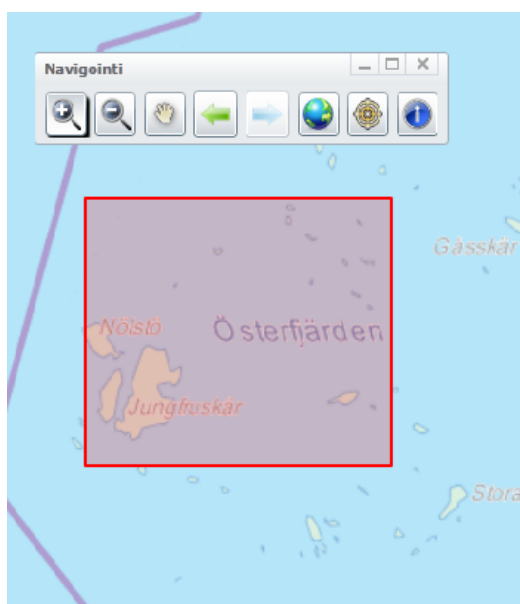 Navigointi
Gåsskär
Nölstö
Österfjärden
Jungfruskär
Stora